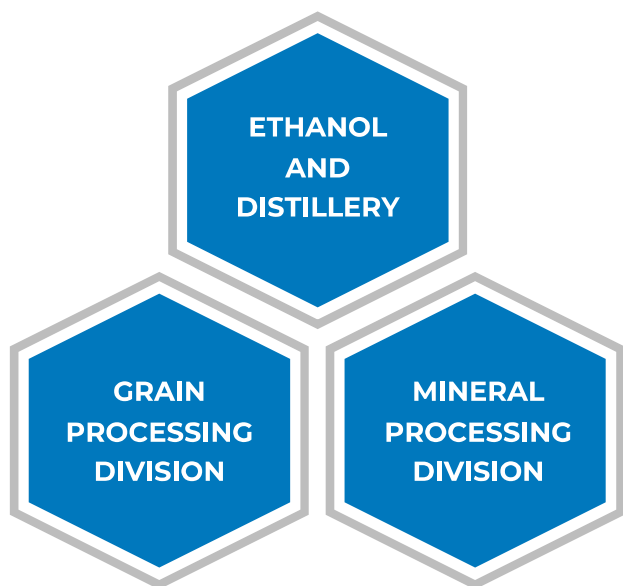 ETHANOL
AND
DISTILLERY
GRAIN
PROCESSING
DIVISION
MINERAL
PROCESSING
DIVISION